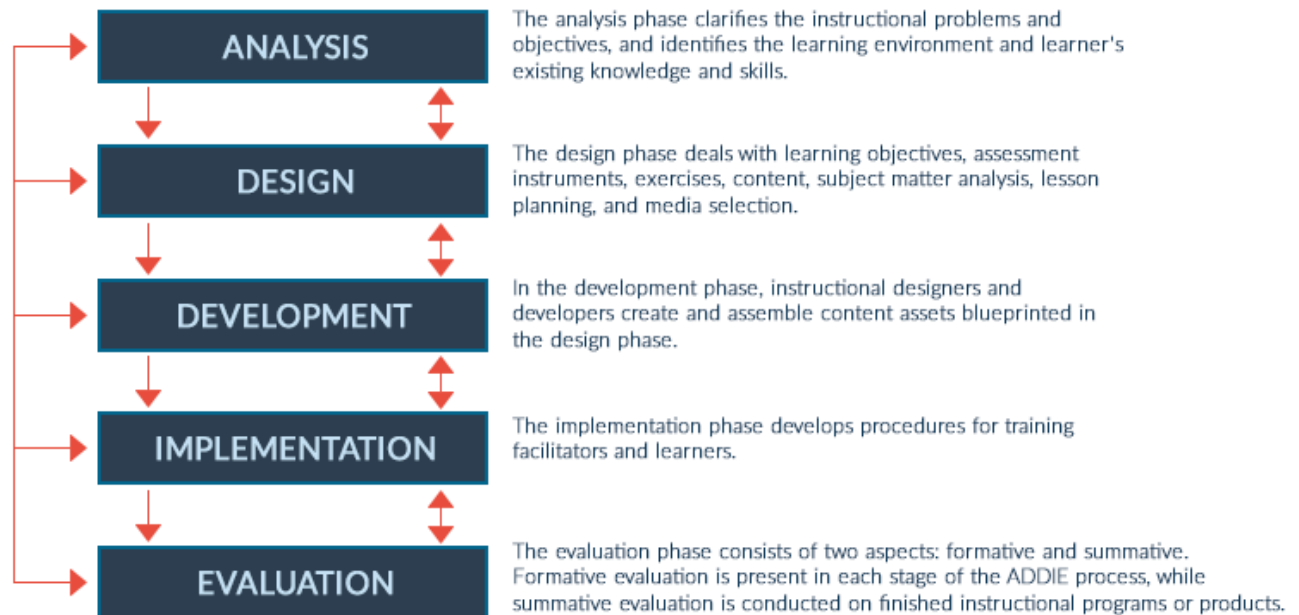 ANALYSIS
The analysis phase clarifies the instructional problems and
objectives, and identifies the learning environment and learner's
existing knowledge and skills.
DESIGN
The design phase deals with learning objectives, assessment
instruments, exercises, content, subject matter analysis, lesson
planning, and media selection.
DEVELOPMENT
In the development phase, instructional designers and
developers create and assemble content assets blueprinted in
the design phase.
IMPLEMENTATION
The implementation phase develops procedures for training
facilitators and learners.
EVALUATION
The evaluation phase consists of two aspects: formative and summative.
Formative evaluation is present in each stage of the ADDIE process, while
summative evaluation is conducted on finished instructional programs or products.